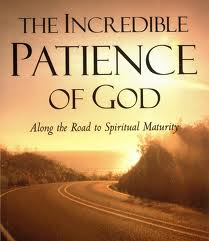 THE INCREDIBLE
PATIENCE
OF GOD
Along the Road to Spiritual Maturity